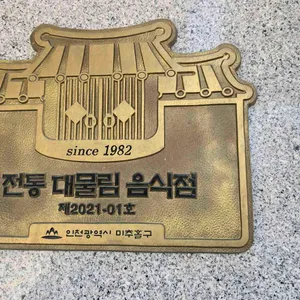 since 1982
전통 대물림 음식점
제2021-01호
인천광역시 미추홀구